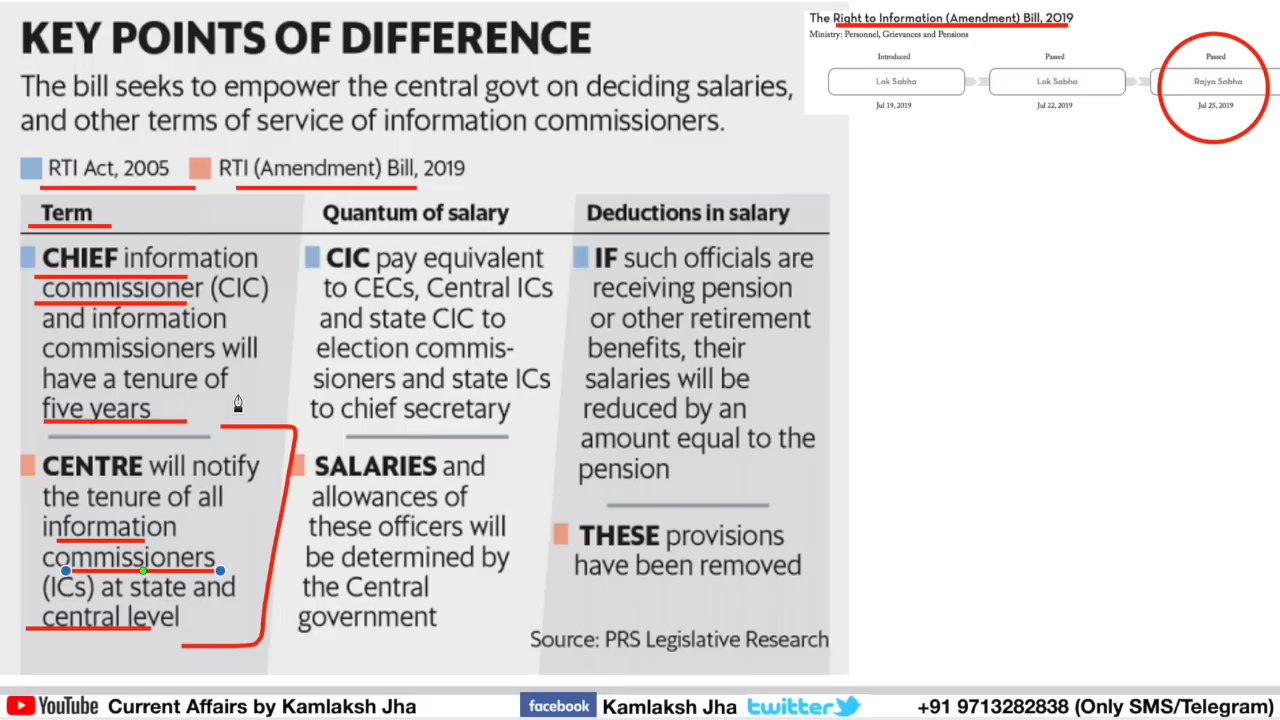 KEY POINTS OF DIFFERENCE
The bill seeks to empower the central govt on deciding salaries,
and other terms of service of information commissioners.
RTI Act, 2005 RTI (Amendment) Bill, 2019
The Right to Information (Amendment) Bill, 2019
Ministry: Personnel, Grievances and Pensions
Introduced Passed Passed
Lok Sabha Lok Sabha Rajya Sabha
Jul 19, 2019 Jul 22, 2019 Jul 25, 2019
Term
CHIEF information
commissioner (CIC)
and information
commissioners will
have a tenure of
five years
CENTRE will notify
the tenure of all
information
commissioners
(ICs) at state and
central level
Quantum of salary
CIC pay equivalent
to CECs, Central ICs
and state CIC to
election commis-
sioners and state ICs
to chief secretary
SALARIES and
allowances of
these officers will
be determined by
the Central
government
Deductions in salary
IF such officials are
receiving pension
or other retirement
benefits, their
salaries will be
reduced by an
amount equal to the
pension
THESE provisions
have been removed
Source: PRS Legislative Research
YouTube Current Affairs by Kamlaksh Jha facebook Kamlaksh Jha twitter +91 9713282838 (Only SMS/Telegram)